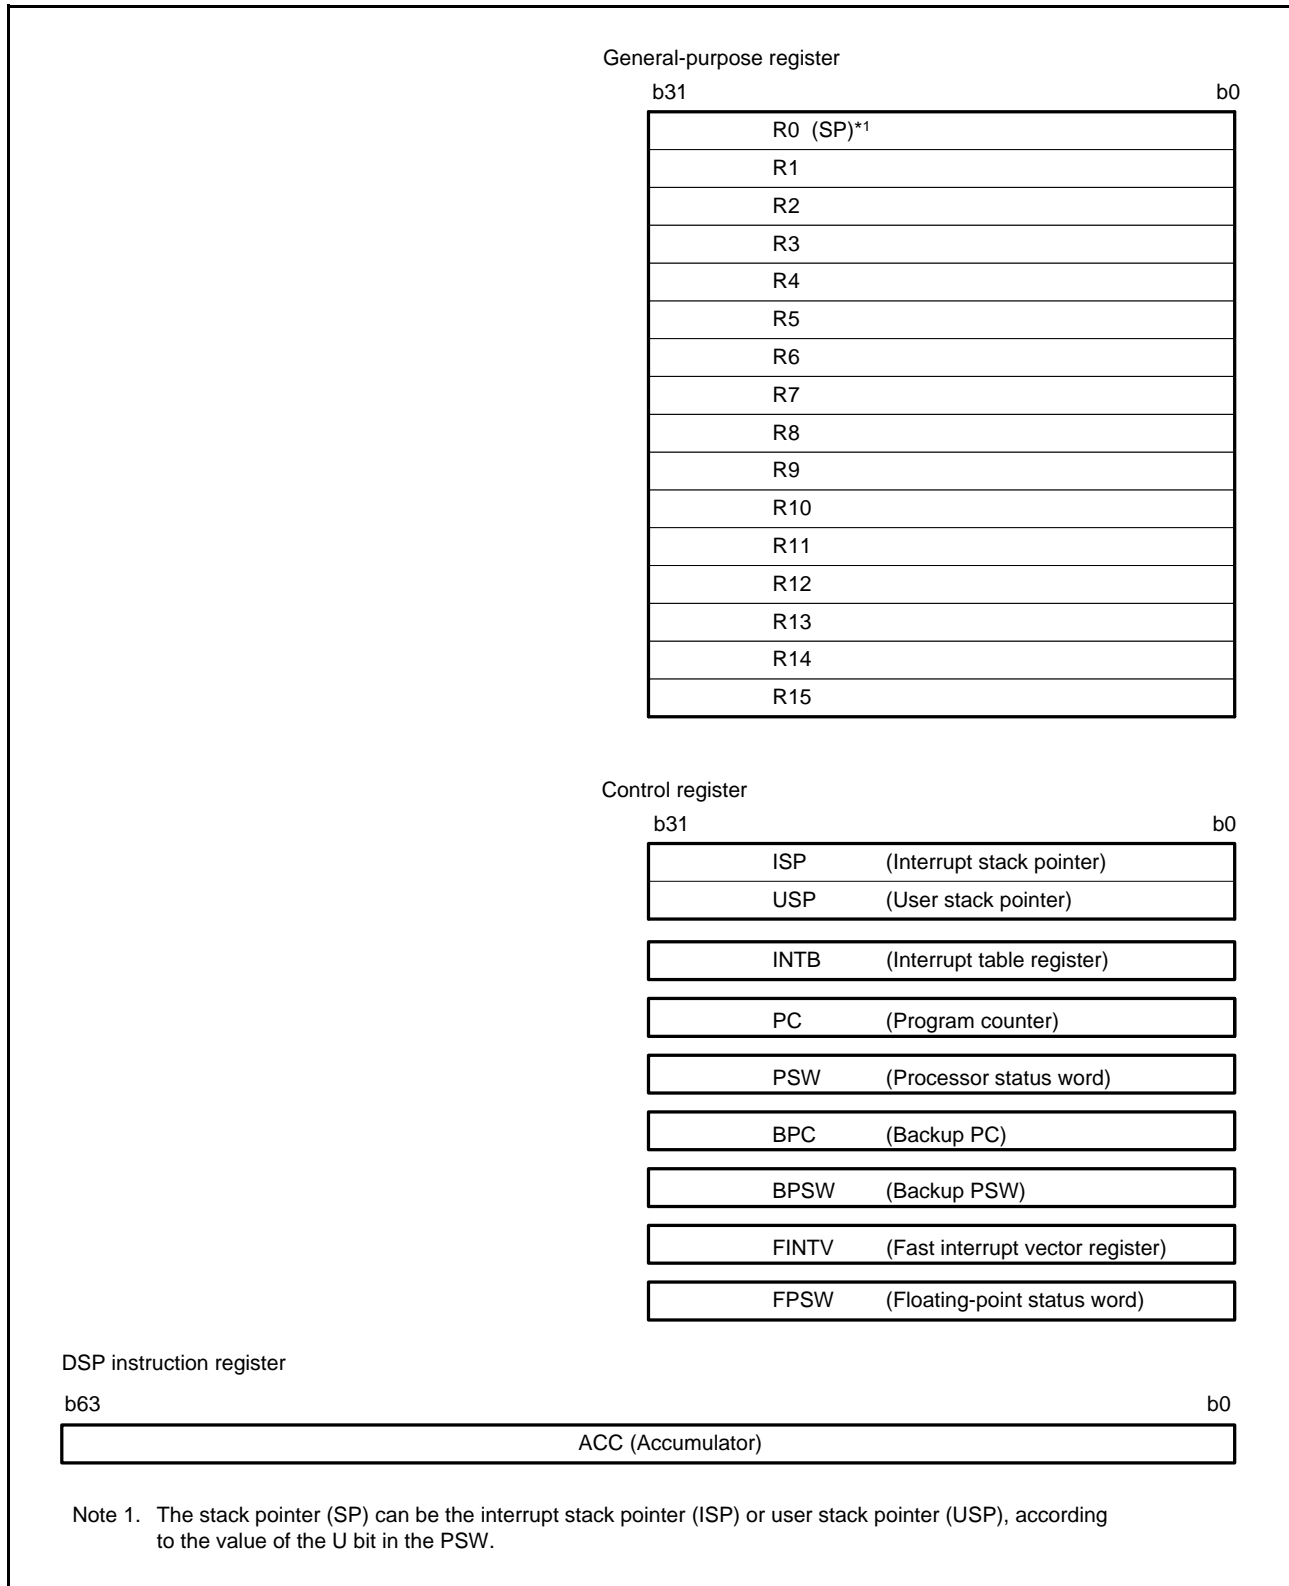 General-purpose register
b31 b0
R0 (SP)*1
R1
R2
R3
R4
R5
R6
R7
R8
R9
R10
R11
R12
R13
R14
R15
Control register
b31 b0
ISP (Interrupt stack pointer)
USP (User stack pointer)
INTB (Interrupt table register)
PC (Program counter)
PSW (Processor status word)
BPC (Backup PC)
BPSW (Backup PSW)
FINTV (Fast interrupt vector register)
FPSW (Floating-point status word)
DSP instruction register
b63 b0
ACC (Accumulator)
Note 1. The stack pointer (SP) can be the interrupt stack pointer (ISP) or user stack pointer (USP), according
to the value of the U bit in the PSW.